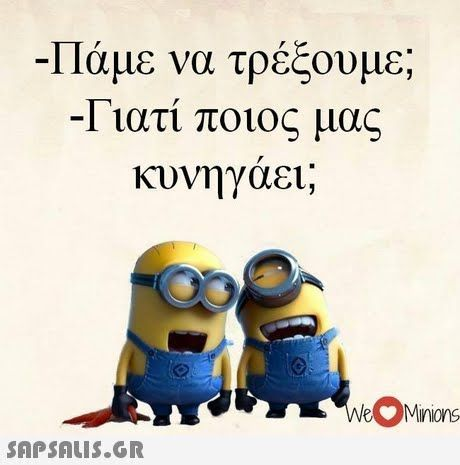 -Πάμε να τρέξουμε;
-Γιατί ποιος μας
κυνηγάει;
We Minions
SAPSALIS.GR